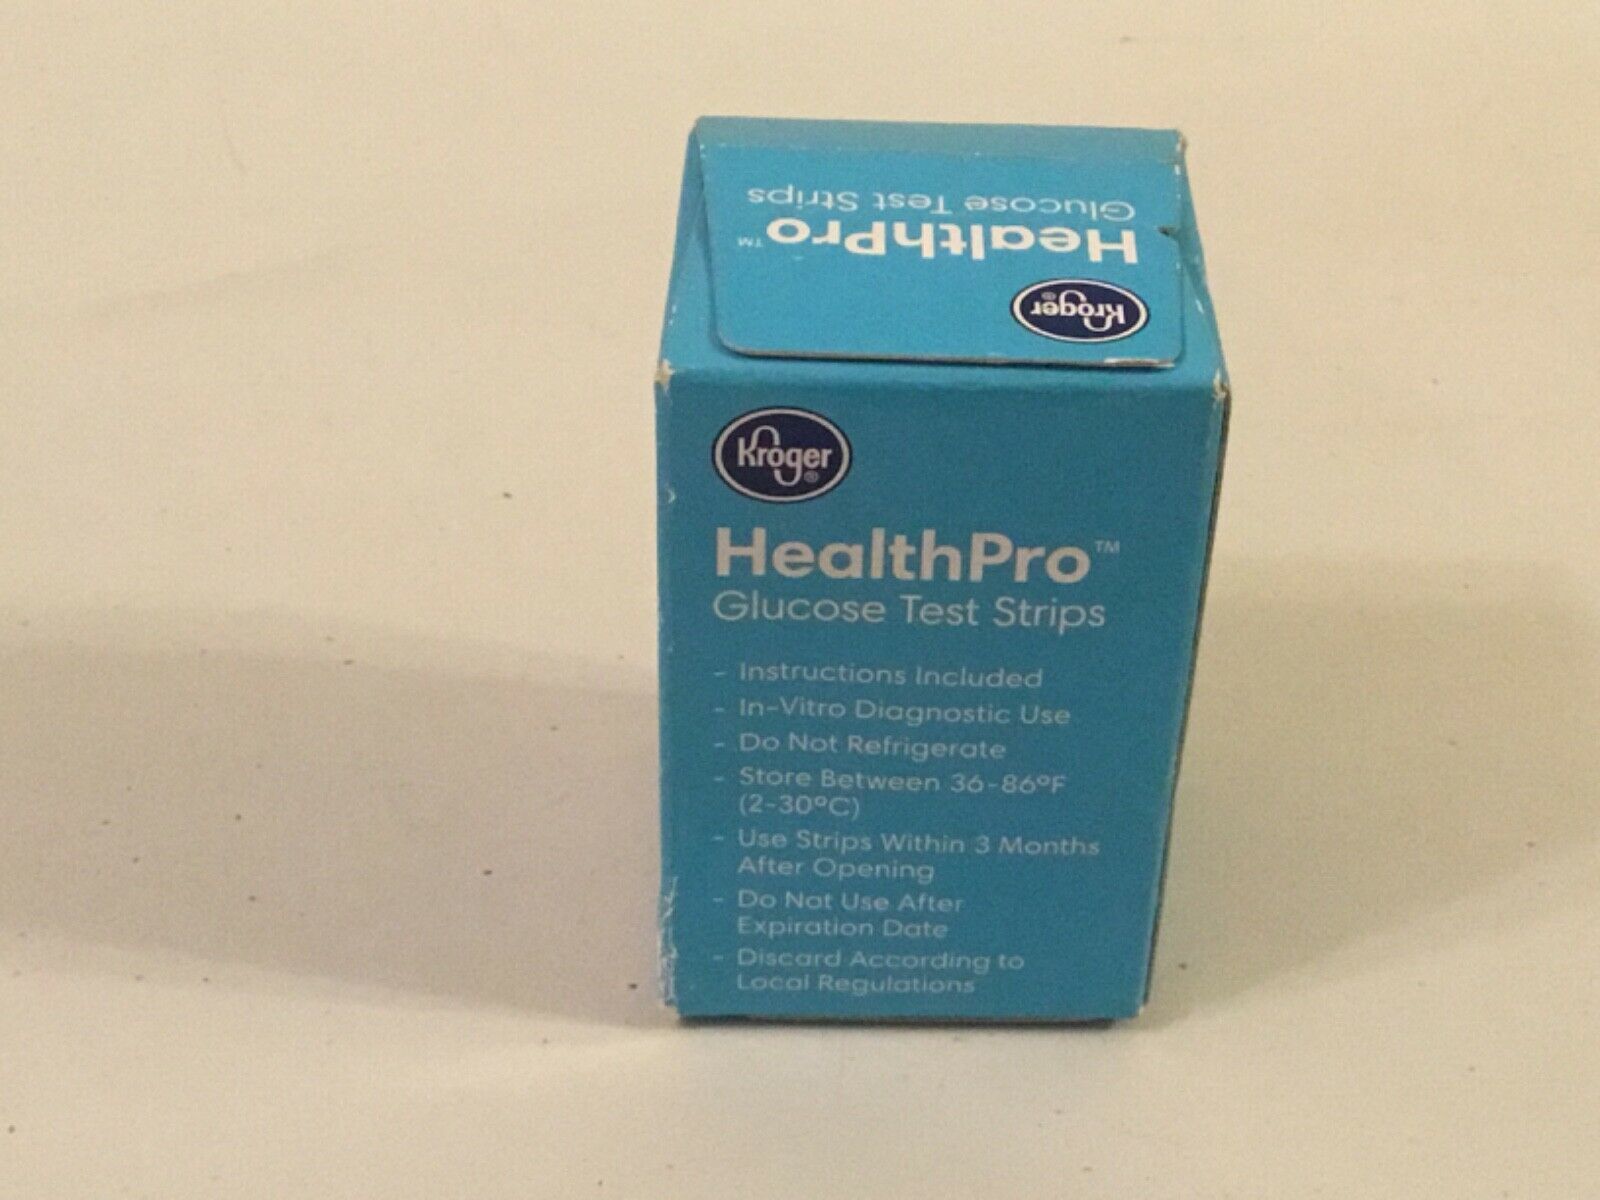 Kroger®
HealthPro™
Glucose Test Strips
Kroger®
HealthPro™
Glucose Test Strips
- Instructions Included
- In-Vitro Diagnostic Use
- Do Not Refrigerate
- Store Between 36-86ºF
(2-30ºC)
- Use Strips Within 3 Months
After Opening
- Do Not Use After
Expiration Date
- Discard According to
Local Regulations